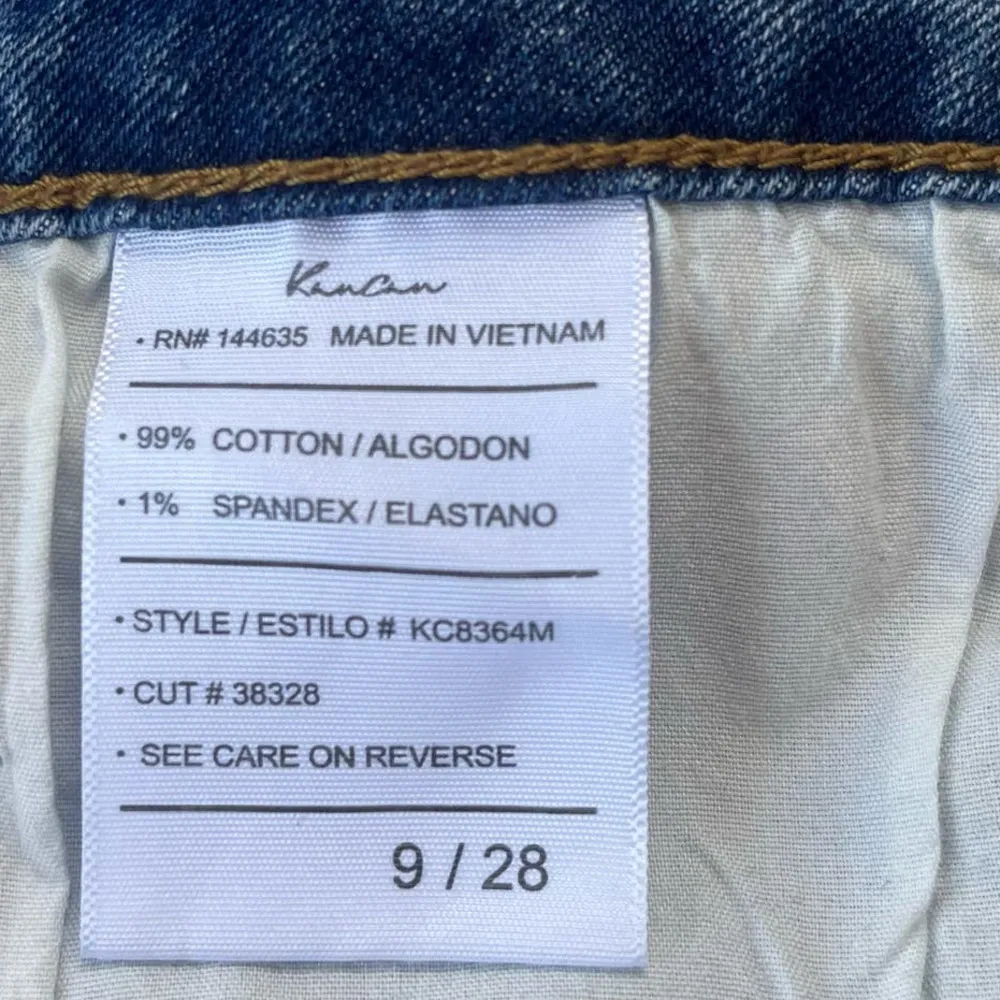 KanCan
· RN# 144635 MADE IN VIETNAM
· 99% COTTON / ALGODON
· 1% SPANDEX / ELASTANO
· STYLE / ESTILO # KC8364M
· CUT # 38328
· SEE CARE ON REVERSE
9 / 28